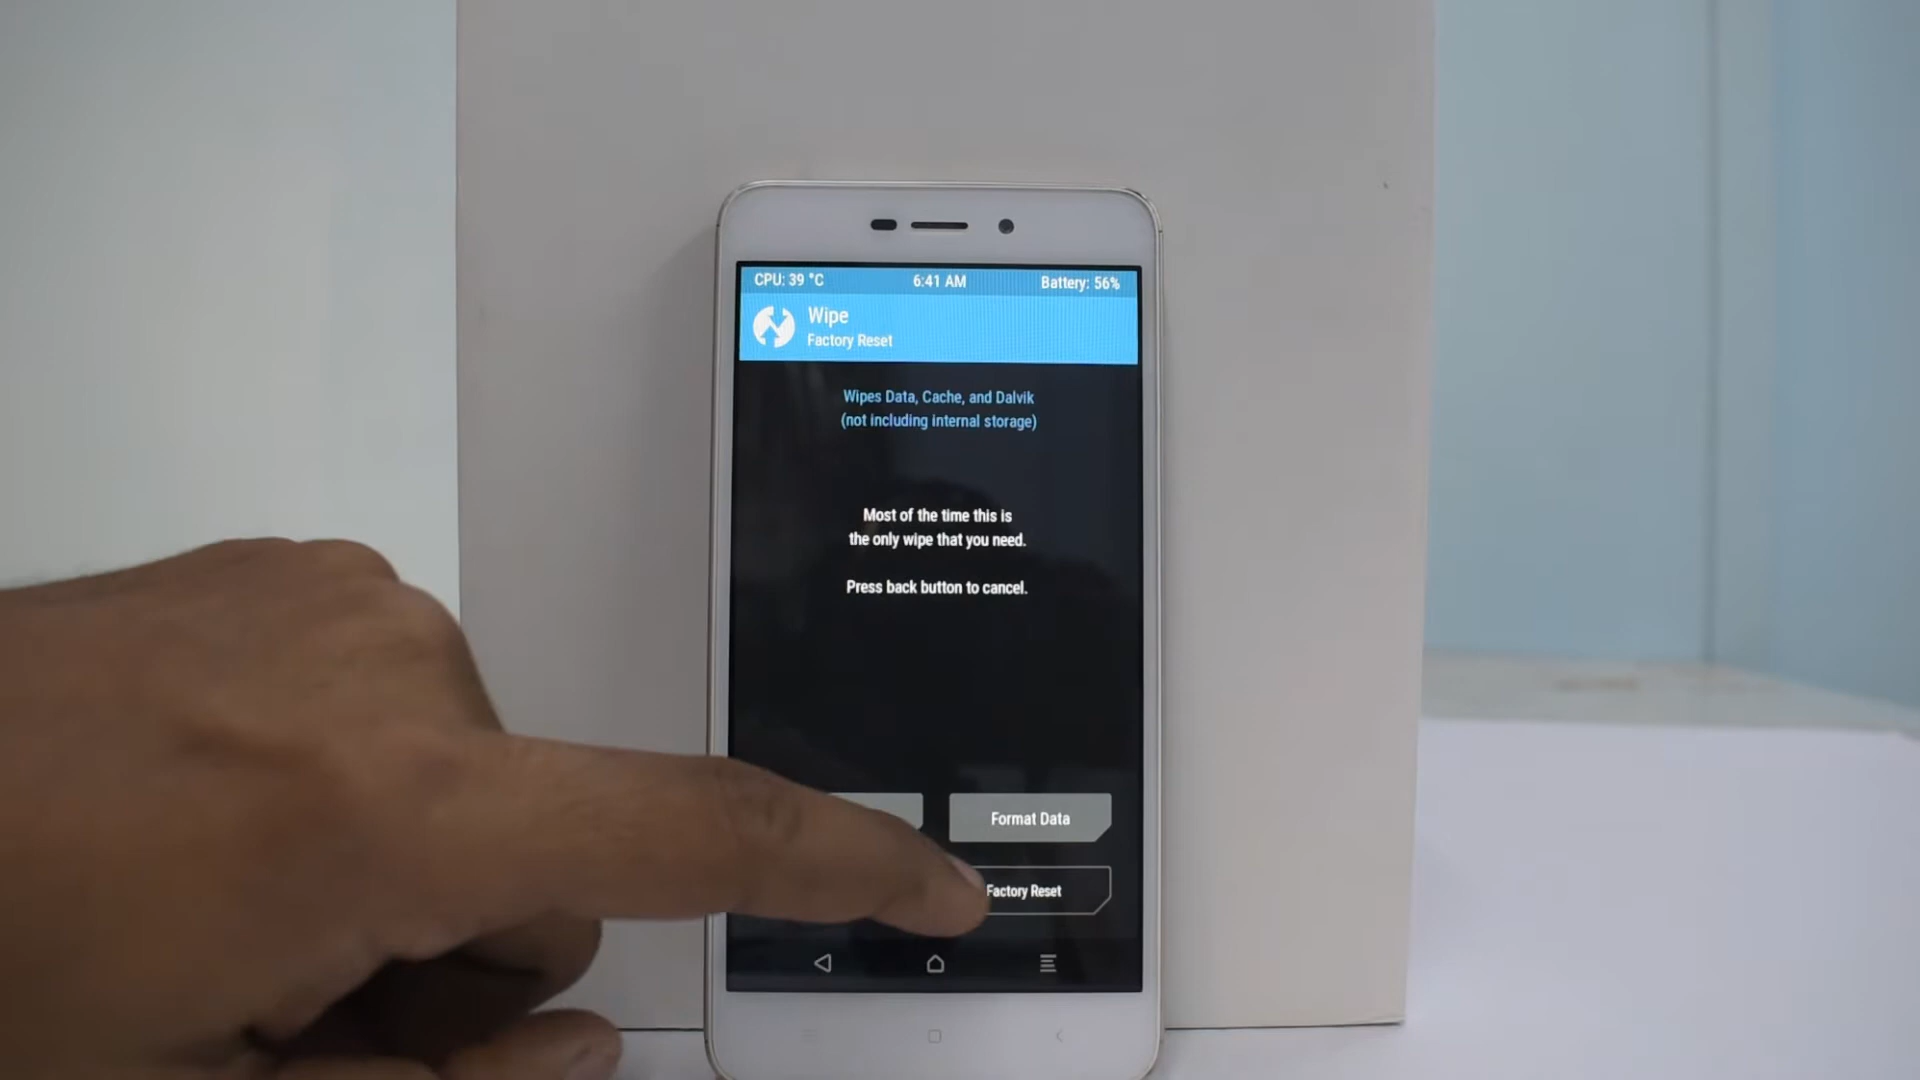 CPU: 39 °C 6:41 AM Battery: 56%
Wipe
Factory Reset
Wipes Data, Cache, and Dalvik
(not including internal storage)
Most of the time this is
the only wipe that you need.
Press back button to cancel.
Format Data
Factory Reset